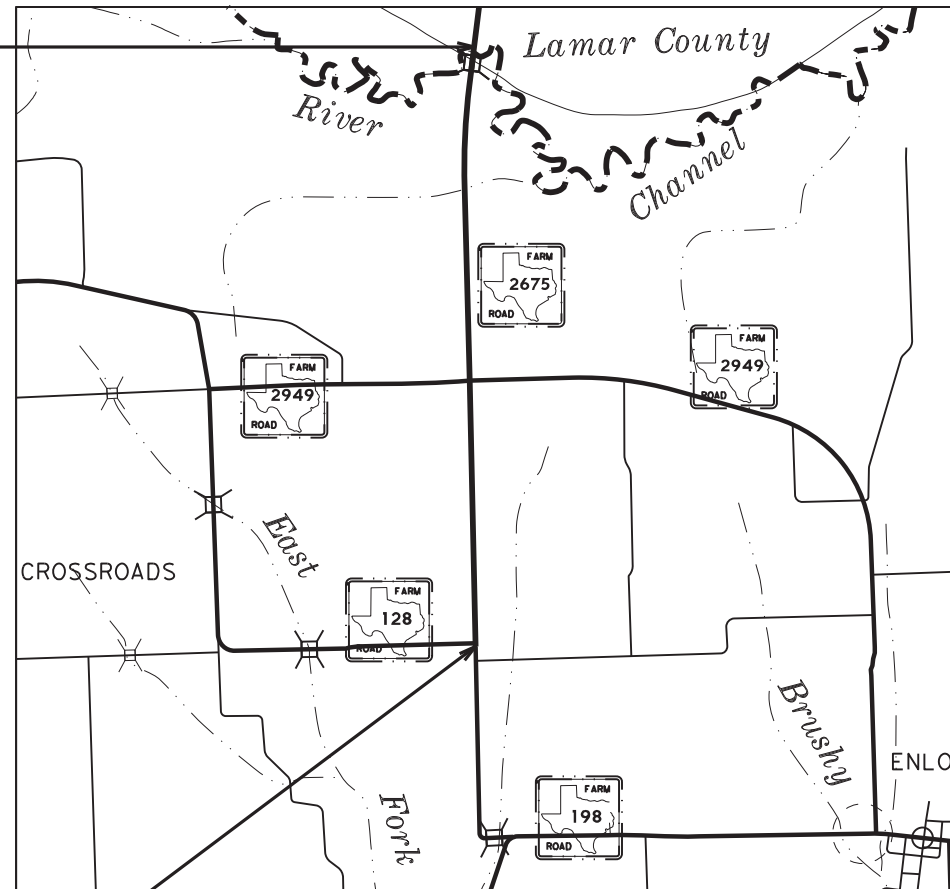 Lamar County
River
Channel
FARM
2675
ROAD
FARM
2949
ROAD
FARM
2949
ROAD
East
CROSSROADS
FARM
128
ROAD
Brushy
ENLO
FARM
198
ROAD
Fork